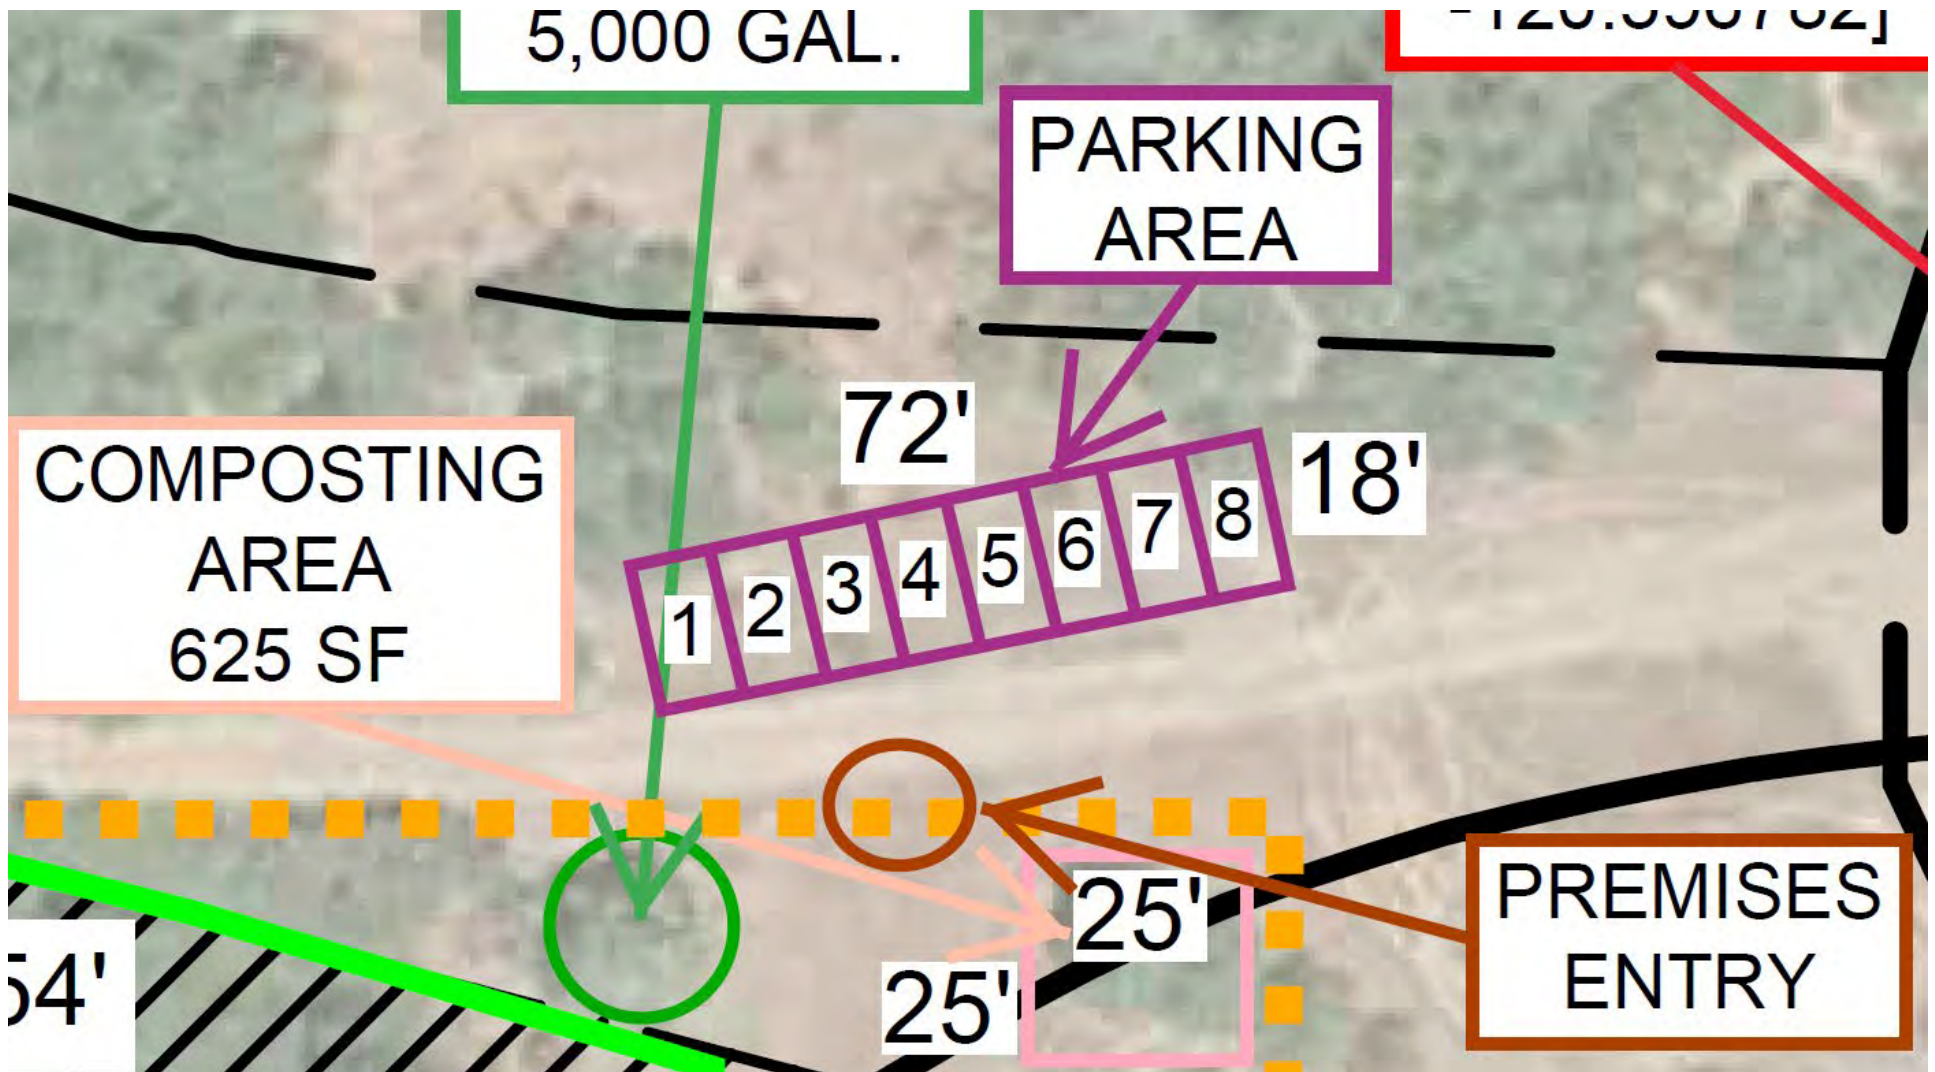 5,000 GAL.
PARKING
AREA
72'
18'
COMPOSTING
AREA
625 SF
1
2
3
4
5
6
7
8
25'
25'
54'
PREMISES
ENTRY